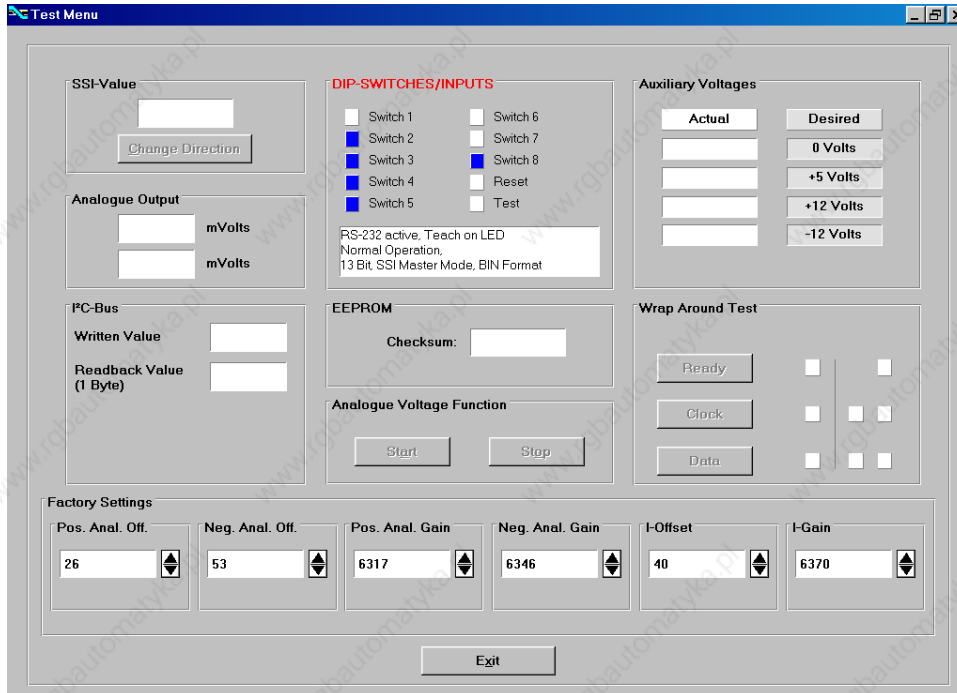 Test Menu
SSI-Value
Change Direction
Analogue Output
mVolts
mVolts
I²C-Bus
Written Value
Readback Value
(1 Byte)
DIP-SWITCHES/INPUTS
Switch 1
Switch 2
Switch 3
Switch 4
Switch 5
Switch 6
Switch 7
Switch 8
Reset
Test
RS-232 active, Teach on LED
Normal Operation,
13 Bit, SSI Master Mode, BIN Format
EEPROM
Checksum:
Analogue Voltage Function
Start
Stop
Auxiliary Voltages
Actual
Desired
0 Volts
+5 Volts
+12 Volts
-12 Volts
Wrap Around Test
Ready
Clock
Data
Factory Settings
Pos. Anal. Off.
26
Neg. Anal. Off.
53
Pos. Anal. Gain
6317
Neg. Anal. Gain
6346
I-Offset
40
I-Gain
6370
Exit
www.rgbautomatyka.pl